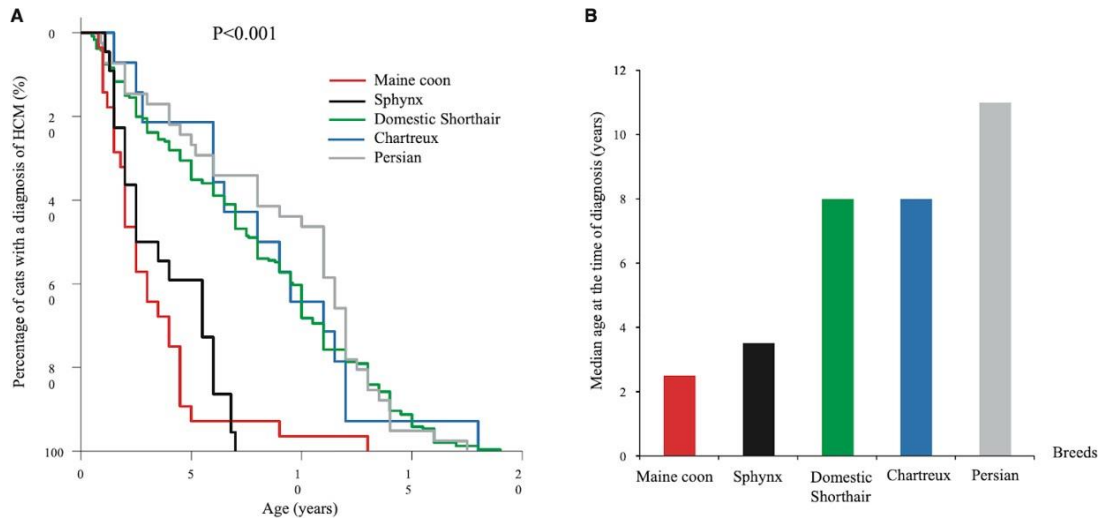 A
P<0.001
Percentage of cats with a diagnosis of HCM (%)
0
2
0
4
0
6
0
8
0
100
Maine coon
Sphynx
Domestic Shorthair
Chartreux
Persian
0
5
1
0
1
5
2
0
Age (years)
B
Median age at the time of diagnosis (years)
12
10
8
6
4
2
0
Maine coon
Sphynx
Domestic
Shorthair
Chartreux
Persian
Breeds